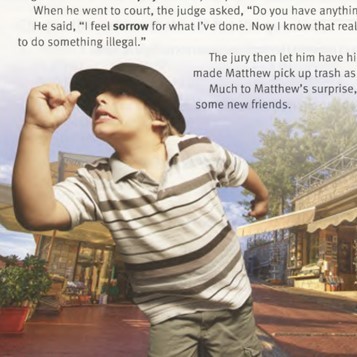 When he went to court, the judge asked, “Do you have anythin
He said, “I feel sorrow for what I’ve done. Now I know that real
to do something illegal.”
The jury then let him have hi
made Matthew pick up trash as
Much to Matthew’s surprise,
some new friends.